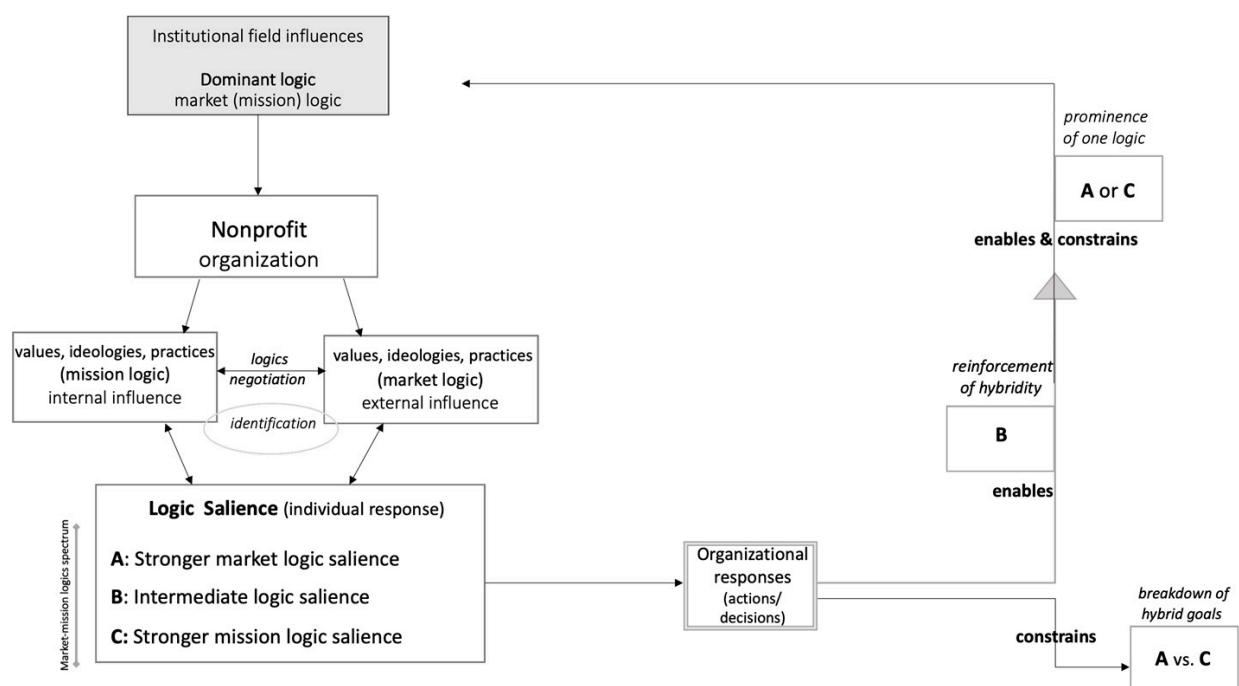 Institutional field influences
Dominant logic
market (mission) logic
prominence
of one logic
A or C
enables & constrains
Nonprofit
organization
values, ideologies, practices
(mission logic)
internal influence
logics
negotiation
identification
values, ideologies, practices
(market logic)
external influence
reinforcement
of hybridity
B
enables
Market-mission logics spectrum
Logic Salience (individual response)
A: Stronger market logic salience
B: Intermediate logic salience
C: Stronger mission logic salience
Organizational
responses
(actions/
decisions)
breakdown of
hybrid goals
constrains
A vs. C